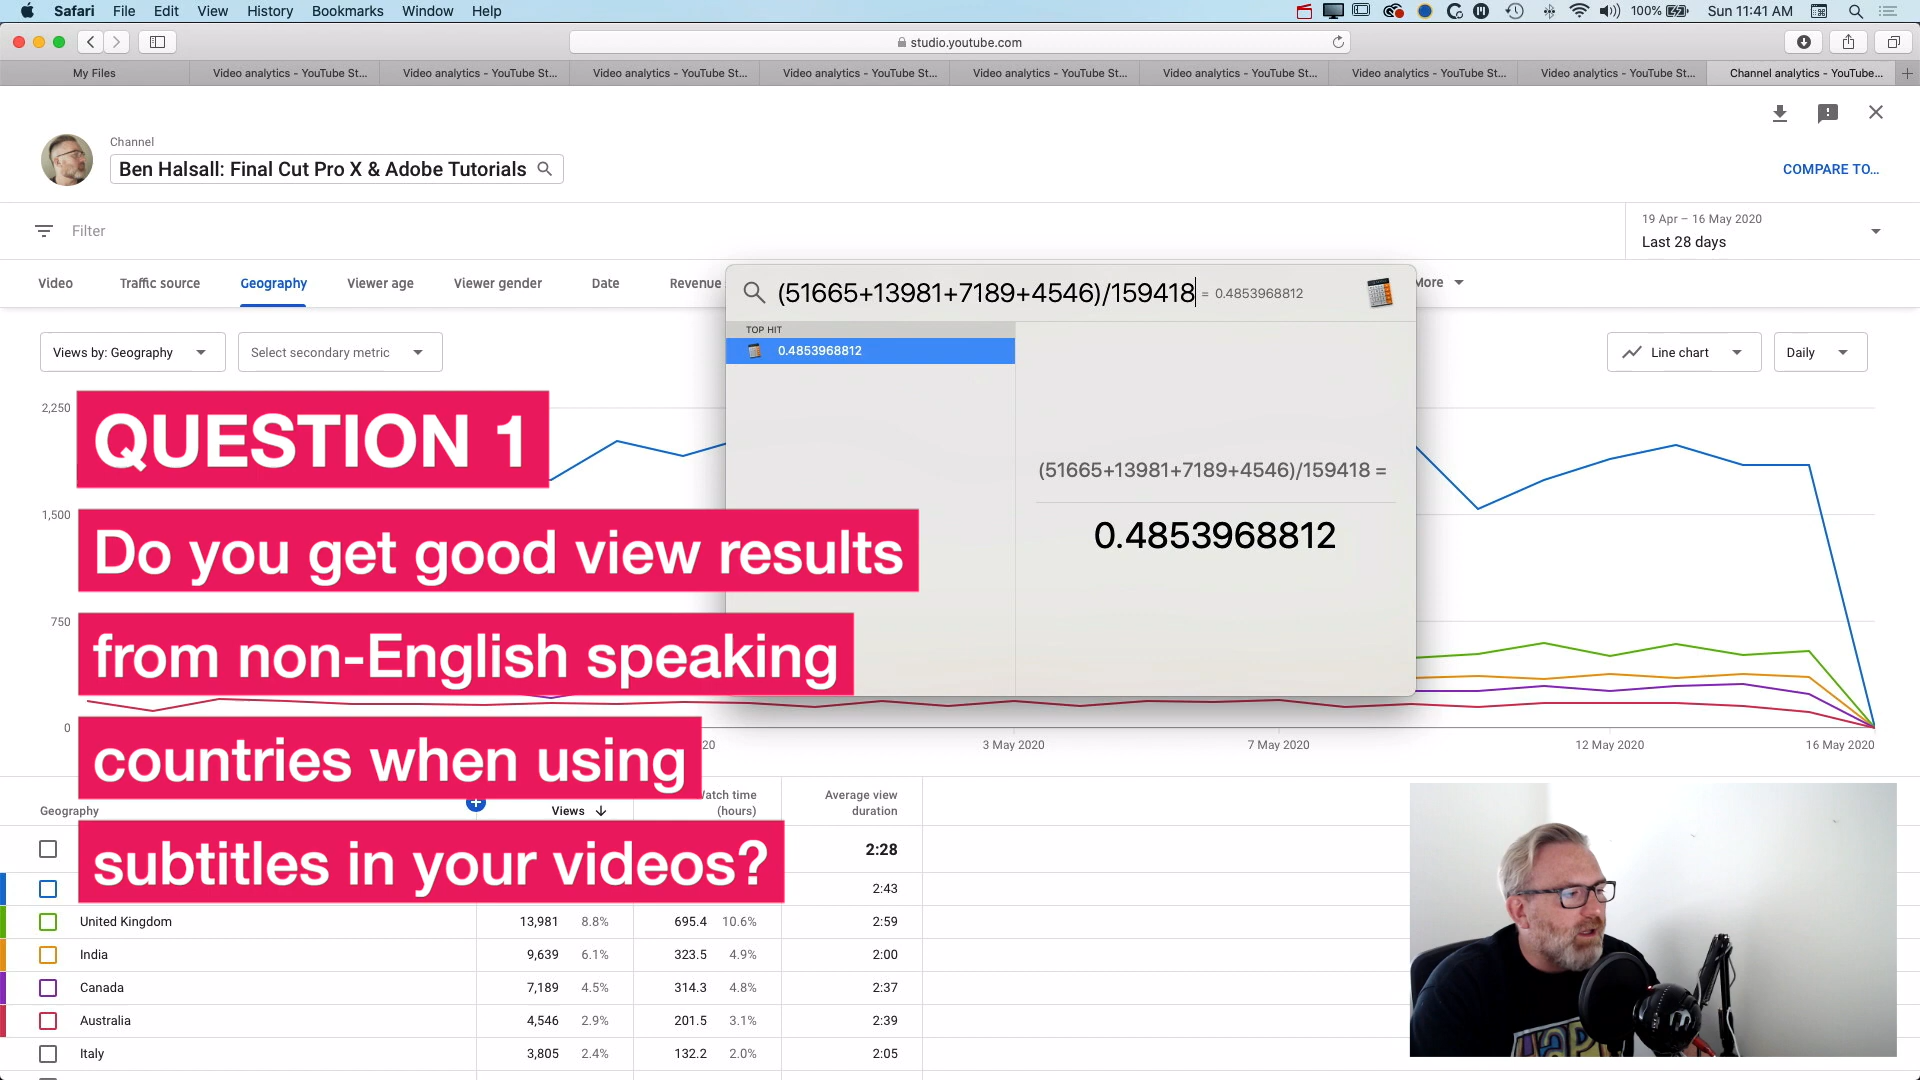 Safari File Edit View History Bookmarks Window Help 100% Sun 11:41 AM
studio.youtube.com
My Files Video analytics - YouTube St... Video analytics - YouTube St... Video analytics - YouTube St... Video analytics - YouTube St... Video analytics - YouTube St... Video analytics - YouTube St... Video analytics - YouTube St... Video analytics - YouTube St... Channel analytics - YouTube...
Channel
Ben Halsall: Final Cut Pro X & Adobe Tutorials
COMPARE TO...
Filter
19 Apr – 16 May 2020
Last 28 days
Video Traffic source Geography Viewer age Viewer gender Date Revenue More
(51665+13981+7189+4546)/159418 = 0.4853968812
TOP HIT
0.4853968812
(51665+13981+7189+4546)/159418 =
0.4853968812
Views by: Geography Select secondary metric Line chart Daily
2,250
1,500
750
0
3 May 2020 7 May 2020 12 May 2020 16 May 2020
QUESTION 1
Do you get good view results
from non-English speaking
countries when using
subtitles in your videos?
Geography Views Watch time (hours) Average view duration
2:28
2:43
United Kingdom 13,981 8.8% 695.4 10.6% 2:59
India 9,639 6.1% 323.5 4.9% 2:00
Canada 7,189 4.5% 314.3 4.8% 2:37
Australia 4,546 2.9% 201.5 3.1% 2:39
Italy 3,805 2.4% 132.2 2.0% 2:05